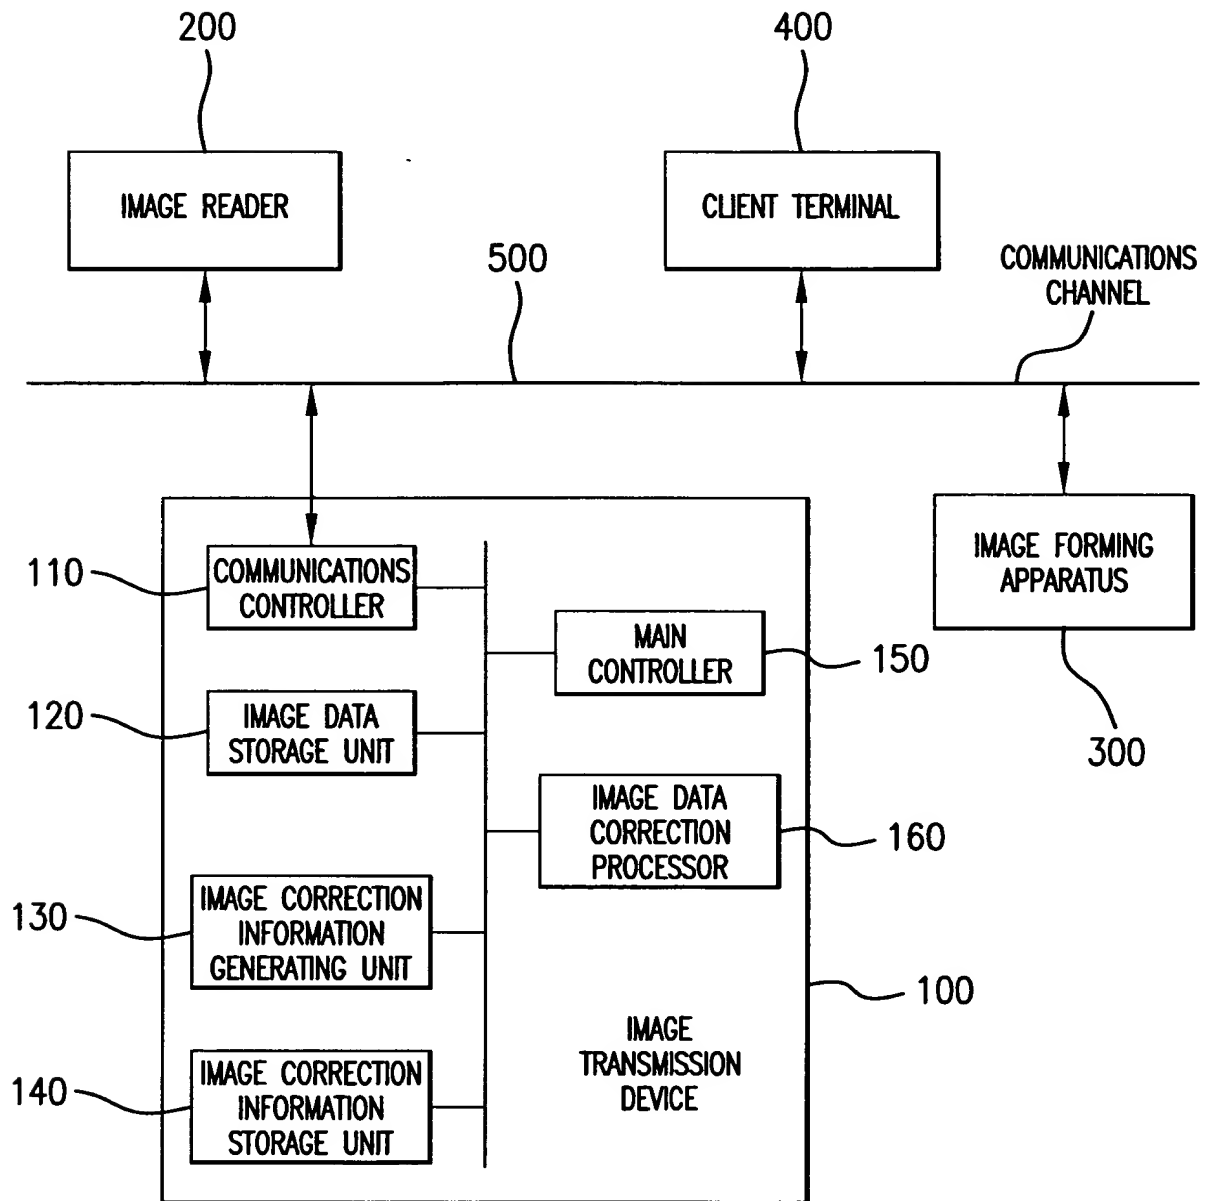 200
400
IMAGE READER
CLIENT TERMINAL
500
COMMUNICATIONS
CHANNEL
110
COMMUNICATIONS
CONTROLLER
IMAGE FORMING
APPARATUS
MAIN
CONTROLLER
150
120
IMAGE DATA
STORAGE UNIT
300
IMAGE DATA
CORRECTION
PROCESSOR
160
130
IMAGE CORRECTION
INFORMATION
GENERATING UNIT
100
IMAGE
TRANSMISSION
DEVICE
140
IMAGE CORRECTION
INFORMATION
STORAGE UNIT